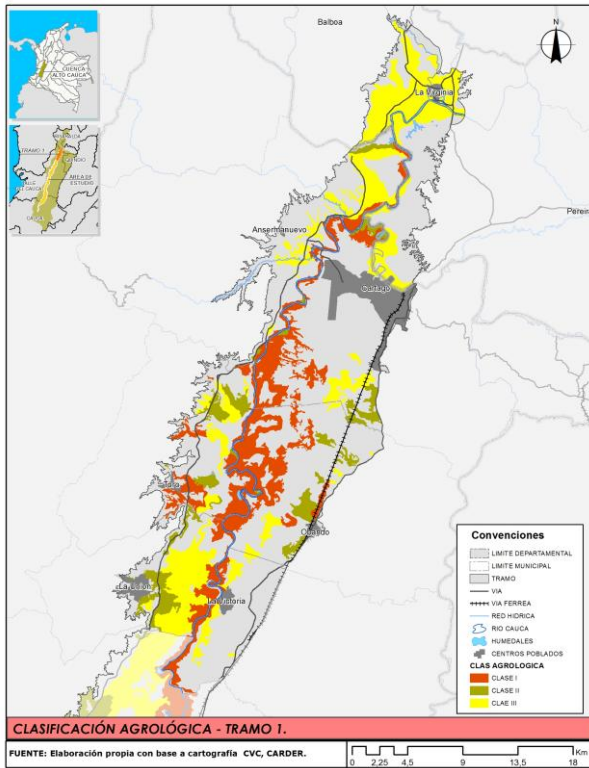 CUENCA
ALTO CAUCA
TRAMO 1
AREA DE
ESTUDIO
Balboa
N
La Virginia
Pereira
Ansermanuevo
Cartago
Obando
La Unión
La Victoria
Convenciones
LIMITE DEPARTAMENTAL
LIMITE MUNICIPAL
TRAMO
VIA
VIA FERREA
RED HIDRICA
RIO CAUCA
HUMEDALES
CENTROS POBLADOS
CLAS AGROLOGICA
CLASE I
CLASE II
CLAE III
CLASIFICACIÓN AGROLÓGICA - TRAMO 1.
FUENTE: Elaboración propia con base a cartografía CVC, CARDER.
Km
0 2,25 4,5 9 13,5 18